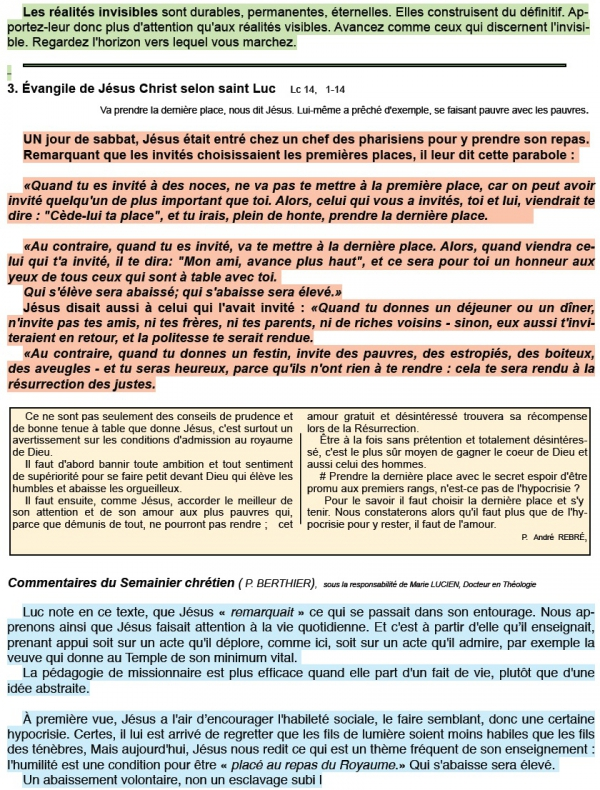 Les réalités invisibles sont durables, permanentes, éternelles. Elles construisent du définitif. Ap-
portez-leur donc plus d'attention qu'aux réalités visibles. Avancez comme ceux qui discernent l'invisi-
ble. Regardez l'horizon vers lequel vous marchez.
3. Évangile de Jésus Christ selon saint Luc Lc 14, 1-14
Va prendre la dernière place, nous dit Jésus. Lui-même a prêché d'exemple, se faisant pauvre avec les pauvres.
UN jour de sabbat, Jésus était entré chez un chef des pharisiens pour y prendre son repas.
Remarquant que les invités choisissaient les premières places, il leur dit cette parabole :
«Quand tu es invité à des noces, ne va pas te mettre à la première place, car on peut avoir
invité quelqu'un de plus important que toi. Alors, celui qui vous a invités, toi et lui, viendrait te
dire : "Cède-lui ta place", et tu irais, plein de honte, prendre la dernière place.
«Au contraire, quand tu es invité, va te mettre à la dernière place. Alors, quand viendra ce-
lui qui t'a invité, il te dira: "Mon ami, avance plus haut", et ce sera pour toi un honneur aux
yeux de tous ceux qui sont à table avec toi.
Qui s'élève sera abaissé; qui s'abaisse sera élevé.»
Jésus disait aussi à celui qui l'avait invité : «Quand tu donnes un déjeuner ou un dîner,
n'invite pas tes amis, ni tes frères, ni tes parents, ni de riches voisins - sinon, eux aussi t'invi-
teraient en retour, et la politesse te serait rendue.
«Au contraire, quand tu donnes un festin, invite des pauvres, des estropiés, des boiteux,
des aveugles - et tu seras heureux, parce qu'ils n'ont rien à te rendre : cela te sera rendu à la
résurrection des justes.
Ce ne sont pas seulement des conseils de prudence et
de bonne tenue à table que donne Jésus, c'est surtout un
avertissement sur les conditions d'admission au royaume
de Dieu.
Il faut d'abord bannir toute ambition et tout sentiment
de supériorité pour se faire petit devant Dieu qui élève les
humbles et abaisse les orgueilleux.
Il faut ensuite, comme Jésus, accorder le meilleur de
son attention et de son amour aux plus pauvres qui,
parce que démunis de tout, ne pourront pas rendre ; cet
amour gratuit et désintéressé trouvera sa récompense
lors de la Résurrection.
Être à la fois sans prétention et totalement désintéres-
sé, c'est le plus sûr moyen de gagner le coeur de Dieu et
aussi celui des hommes.
# Prendre la dernière place avec le secret espoir d'être
promu aux premiers rangs, n'est-ce pas de l'hypocrisie ?
Pour le savoir il faut choisir la dernière place et s'y
tenir. Nous constaterons alors qu'il faut plus que de l'hy-
pocrisie pour y rester, il faut de l'amour.
P. André REBRÉ,
Commentaires du Semainier chrétien ( P. BERTHIER), sous la responsabilité de Marie LUCIEN, Docteur en Théologie
Luc note en ce texte, que Jésus « remarquait » ce qui se passait dans son entourage. Nous ap-
prenons ainsi que Jésus faisait attention à la vie quotidienne. Et c'est à partir d'elle qu'il enseignait,
prenant appui soit sur un acte qu'il déplore, comme ici, soit sur un acte qu'il admire, par exemple la
veuve qui donne au Temple de son minimum vital.
La pédagogie de missionnaire est plus efficace quand elle part d'un fait de vie, plutôt que d'une
idée abstraite.
À première vue, Jésus a l'air d'encourager l'habileté sociale, le faire semblant, donc une certaine
hypocrisie. Certes, il lui est arrivé de regretter que les fils de lumière soient moins habiles que les fils
des ténèbres, Mais aujourd'hui, Jésus nous redit ce qui est un thème fréquent de son enseignement :
l'humilité est une condition pour être « placé au repas du Royaume.» Qui s'abaisse sera élevé.
Un abaissement volontaire, non un esclavage subi l